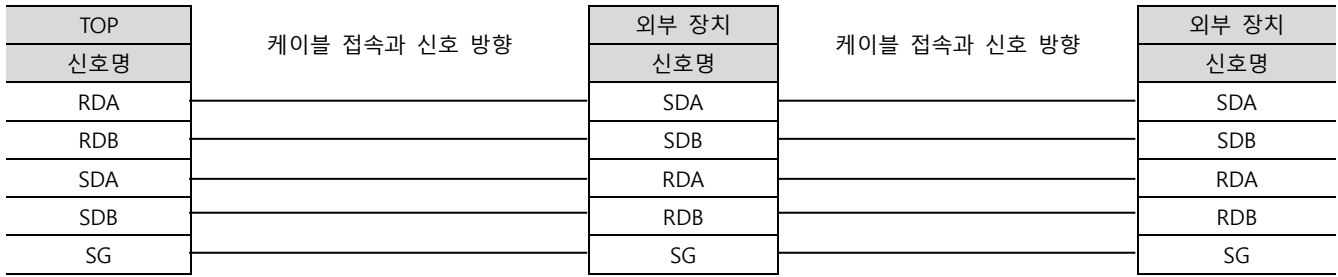 TOP 케이블 접속과 신호 방향 외부 장치 케이블 접속과 신호 방향 외부 장치
신호명 신호명 신호명
RDA SDA SDA
RDB SDB SDB
SDA RDA RDA
SDB RDB RDB
SG SG SG